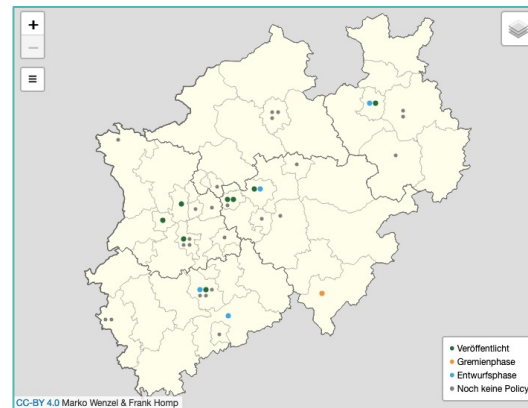 +
−
≡
Veröffentlicht
Gremienphase
Entwurfsphase
Noch keine Policy
CC-BY 4.0 Marko Wenzel & Frank Homp